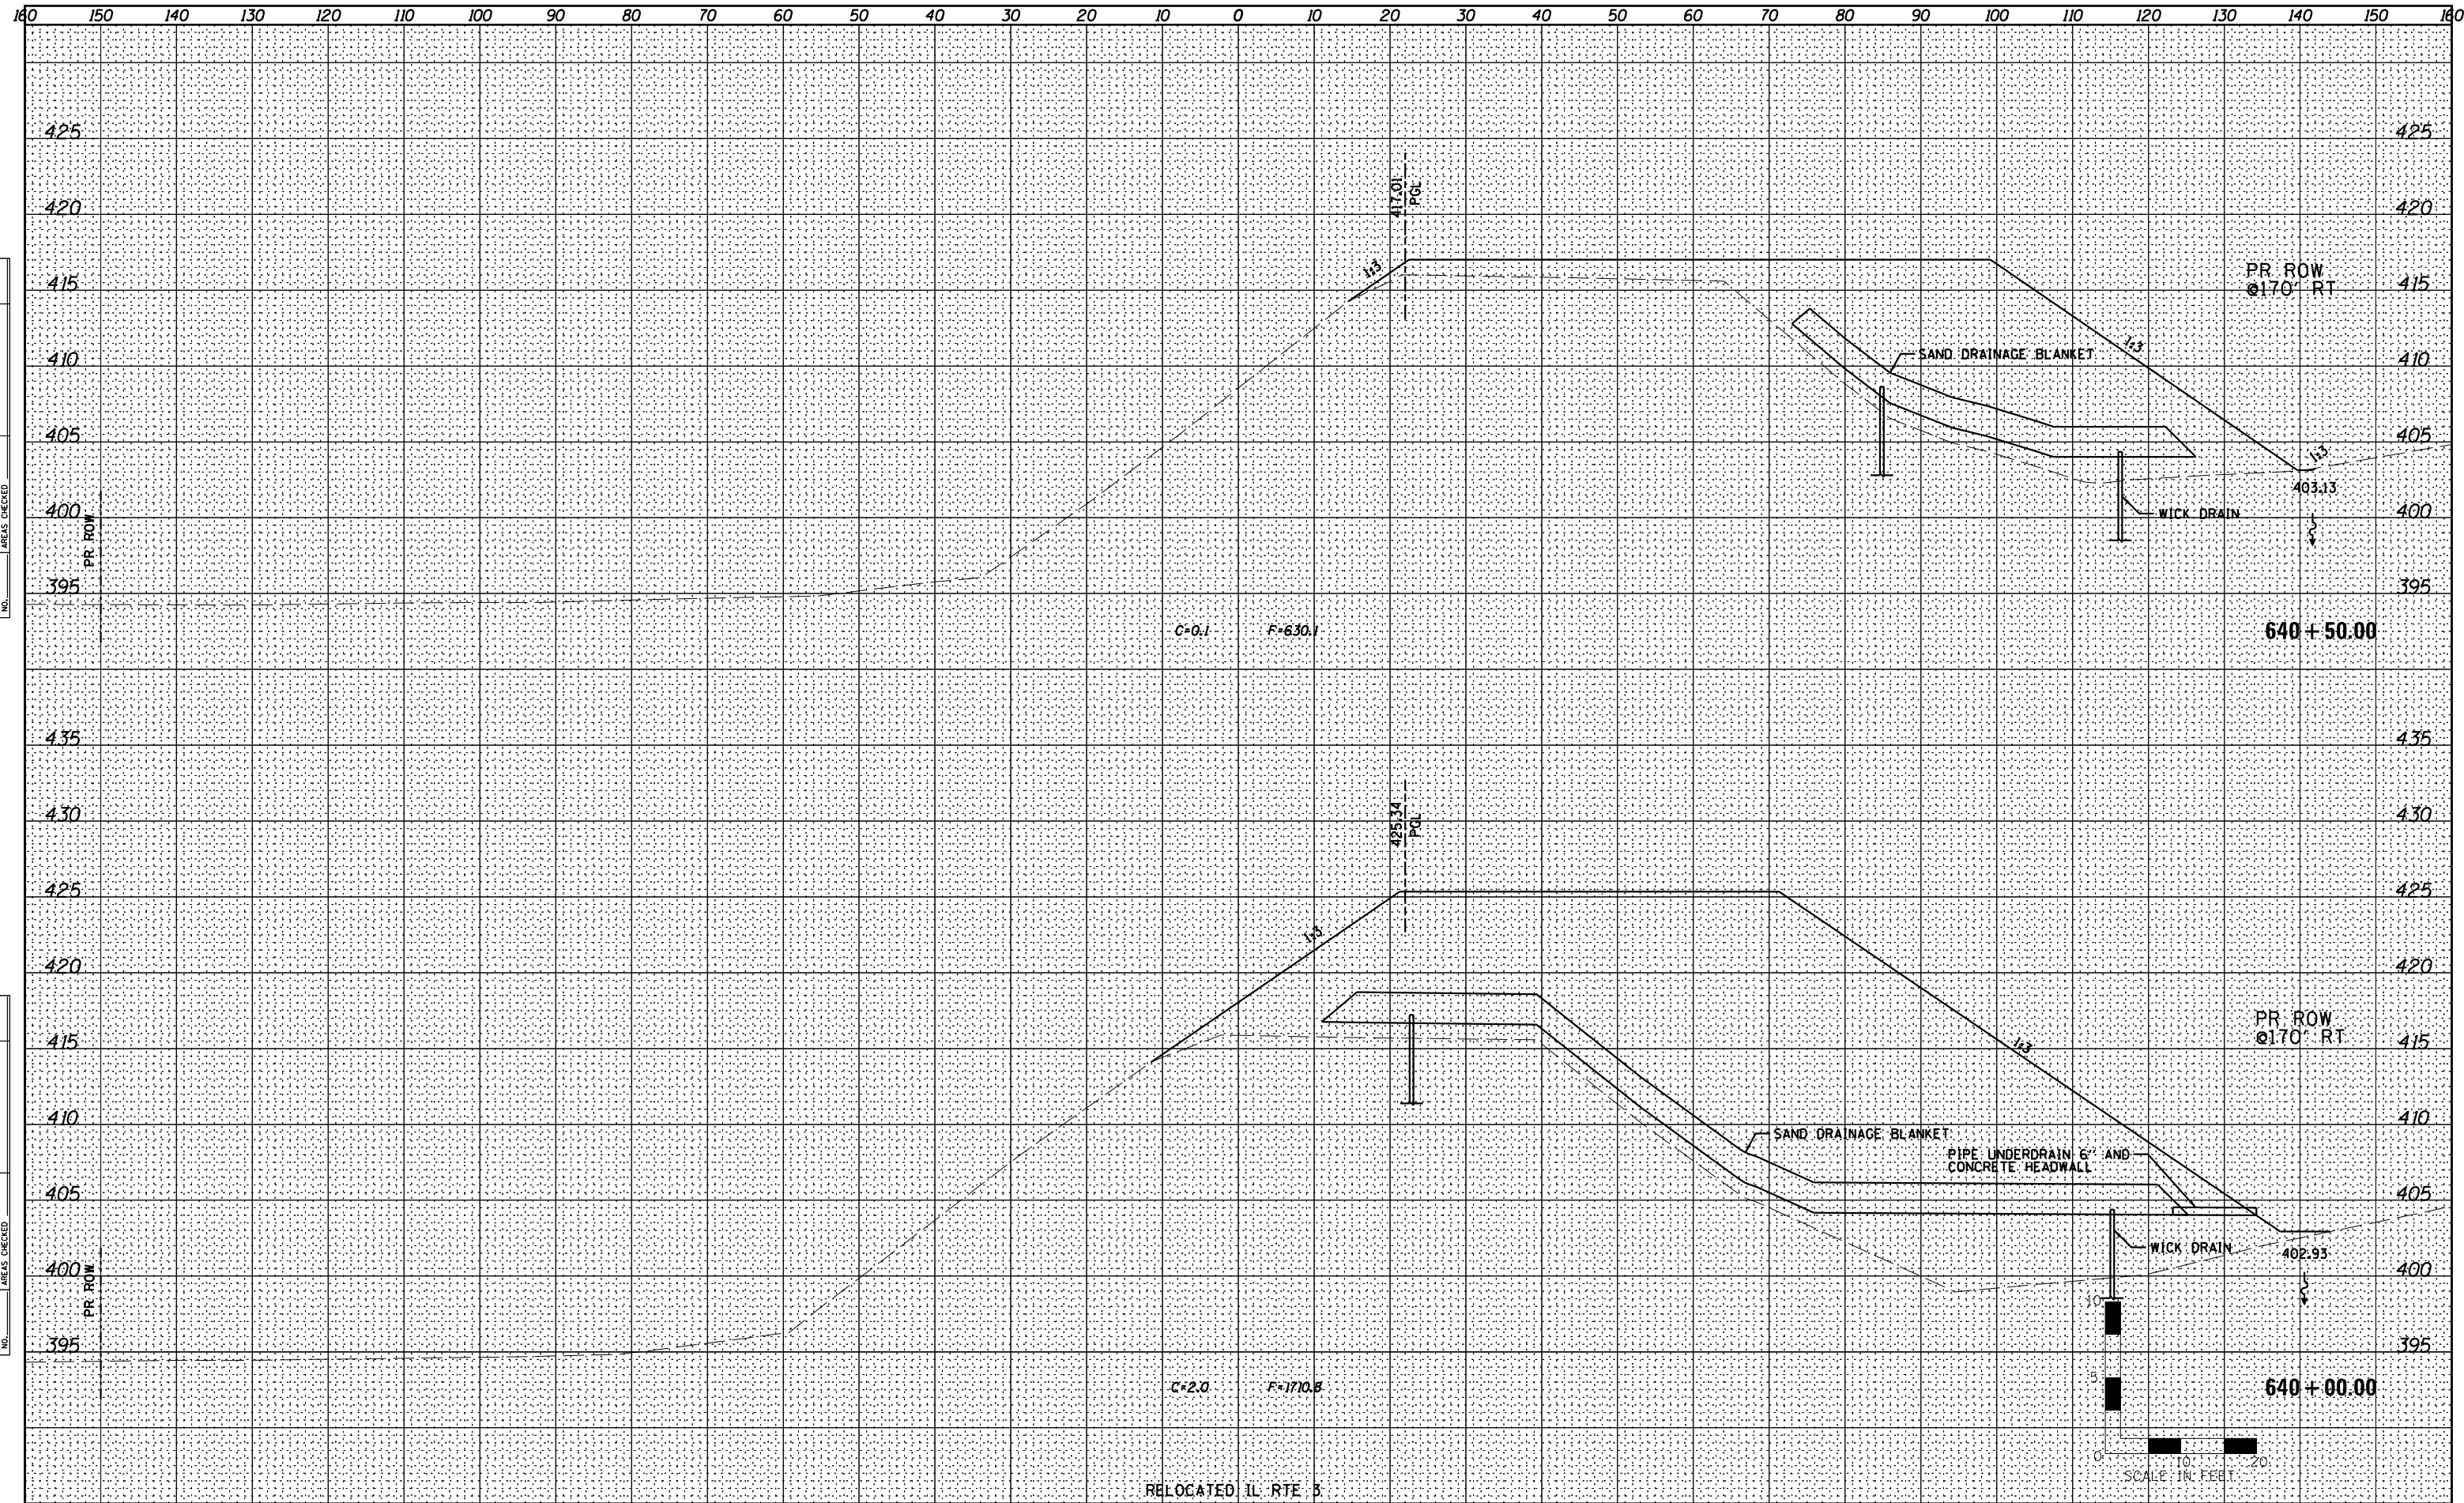 160 150 140 130 120 110 100 90 80 70 60 50 40 30 20 10 0 10 20 30 40 50 60 70 80 90 100 110 120 130 140 150 160
425 425
420 420
417.01
PGL
1:3
415 415
PR ROW
@170' RT
1:3
410 410
SAND DRAINAGE BLANKET
405 405
1:3
403.13
400 400
WICK DRAIN
PR ROW
395 395
AREAS CHECKED
NO.
C=0.1 F=630.1
640+50.00
435 435
430 430
425.34
PGL
425 425
1:3
420 420
PR ROW
@170' RT
415 415
1:3
410 410
SAND DRAINAGE BLANKET
PIPE UNDERDRAIN 6" AND
CONCRETE HEADWALL
405 405
WICK DRAIN
402.93
400 400
PR ROW
395 395
AREAS CHECKED
NO.
C=2.0 F=1710.8
640+00.00
10
5
0 10 20
SCALE IN FEET
RELOCATED IL RTE 3